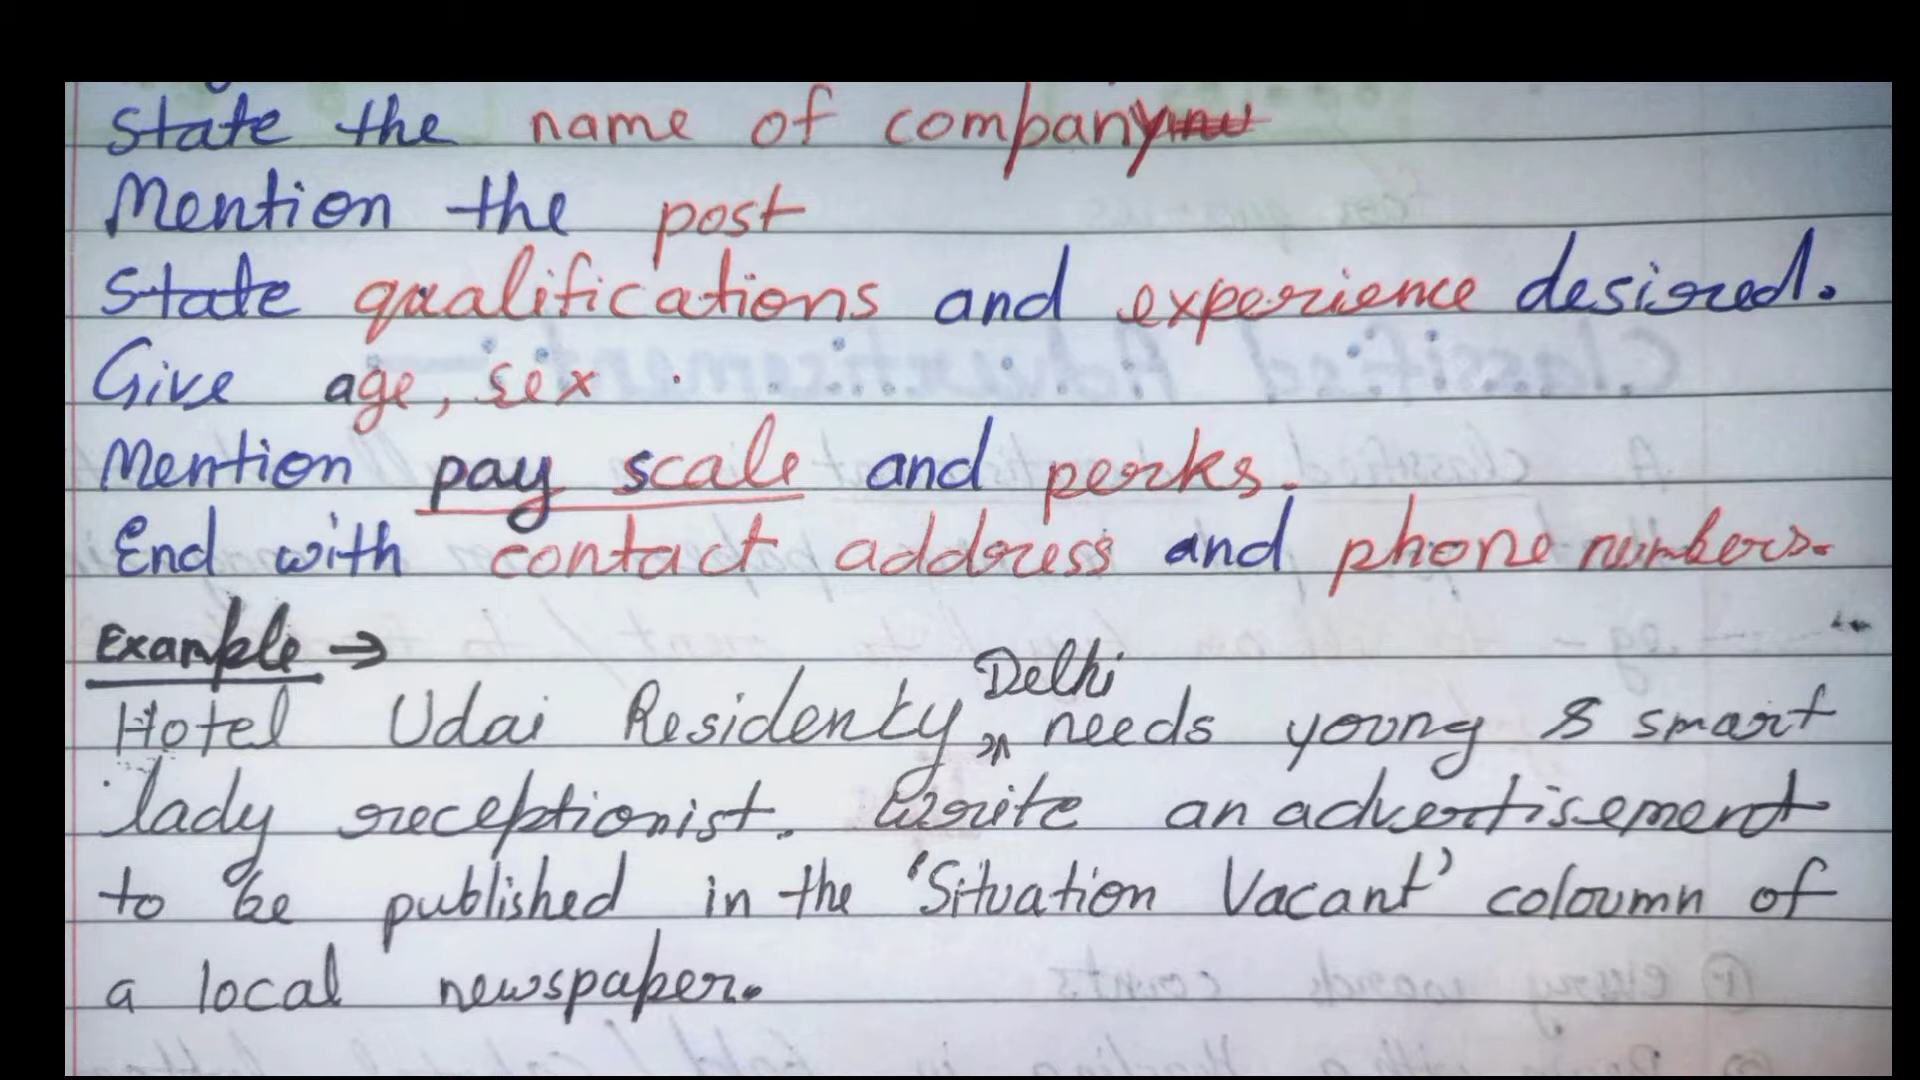 State the name of company
Mention the post
State qualifications and experience desired.
Give age, sex
Mention pay scale and perks.
End with contact address and phone numbers.
Example →
Hotel Udai Residenty, Delhi needs young & smart
lady receptionist. Write an advertisement
to be published in the 'Situation Vacant' coloumn of
a local newspaper.